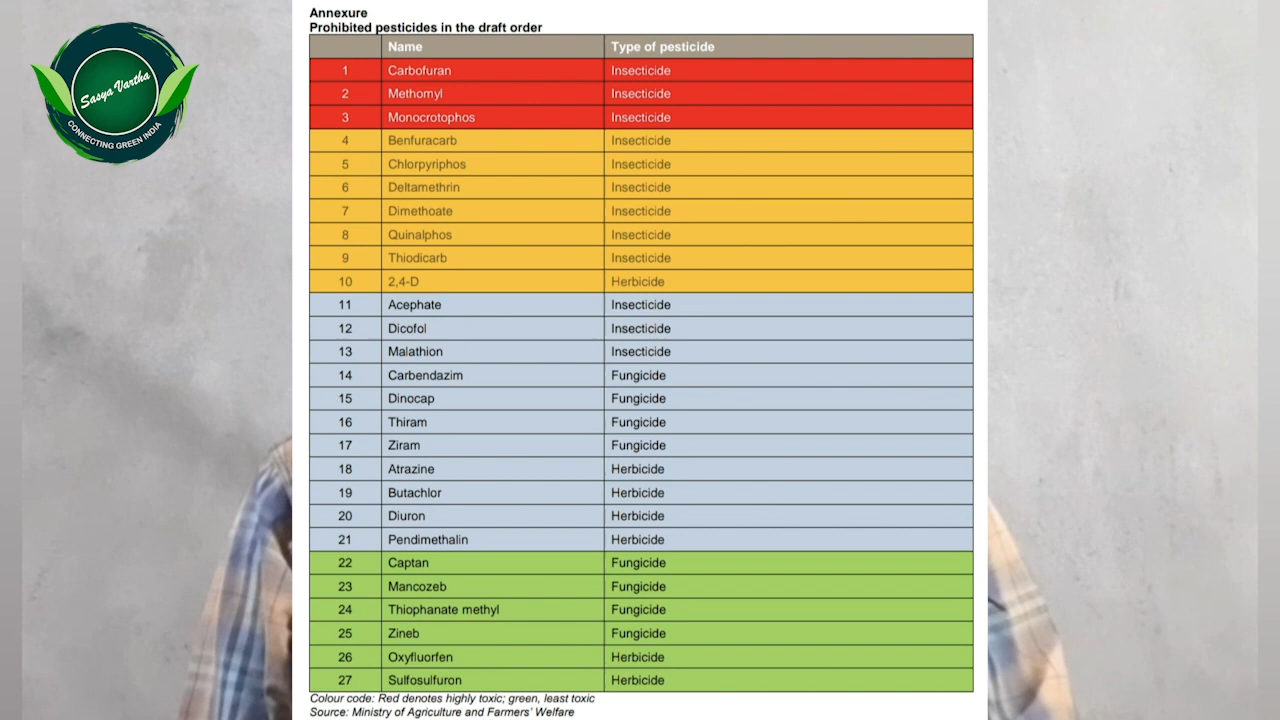 Sasya Vartha
CONNECTING GREEN INDIA
Annexure
Prohibited pesticides in the draft order
Name Type of pesticide
1 Carbofuran Insecticide
2 Methomyl Insecticide
3 Monocrotophos Insecticide
4 Benfuracarb Insecticide
5 Chlorpyriphos Insecticide
6 Deltamethrin Insecticide
7 Dimethoate Insecticide
8 Quinalphos Insecticide
9 Thiodicarb Insecticide
10 2,4-D Herbicide
11 Acephate Insecticide
12 Dicofol Insecticide
13 Malathion Insecticide
14 Carbendazim Fungicide
15 Dinocap Fungicide
16 Thiram Fungicide
17 Ziram Fungicide
18 Atrazine Herbicide
19 Butachlor Herbicide
20 Diuron Herbicide
21 Pendimethalin Herbicide
22 Captan Fungicide
23 Mancozeb Fungicide
24 Thiophanate methyl Fungicide
25 Zineb Fungicide
26 Oxyfluorfen Herbicide
27 Sulfosulfuron Herbicide
Colour code: Red denotes highly toxic; green, least toxic
Source: Ministry of Agriculture and Farmers' Welfare